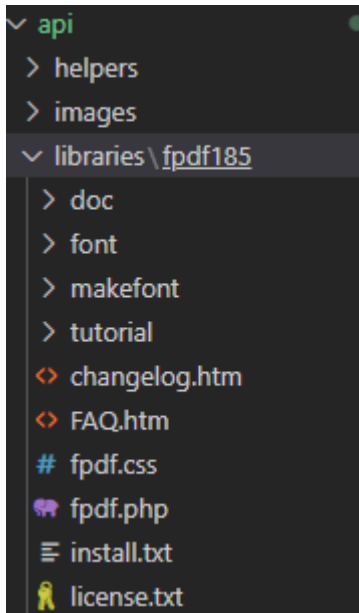 api
helpers
images
libraries\fpdf185
doc
font
makefont
tutorial
changelog.htm
FAQ.htm
fpdf.css
fpdf.php
install.txt
license.txt